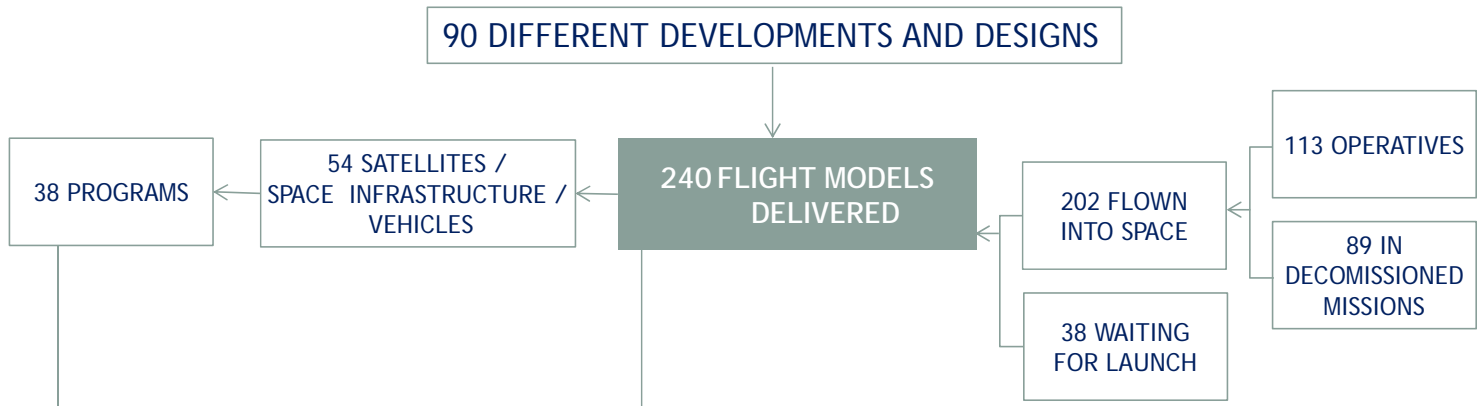 90 DIFFERENT DEVELOPMENTS AND DESIGNS
38 PROGRAMS
54 SATELLITES /
SPACE INFRASTRUCTURE /
VEHICLES
240 FLIGHT MODELS
DELIVERED
202 FLOWN
INTO SPACE
38 WAITING
FOR LAUNCH
113 OPERATIVES
89 IN
DECOMISSIONED
MISSIONS